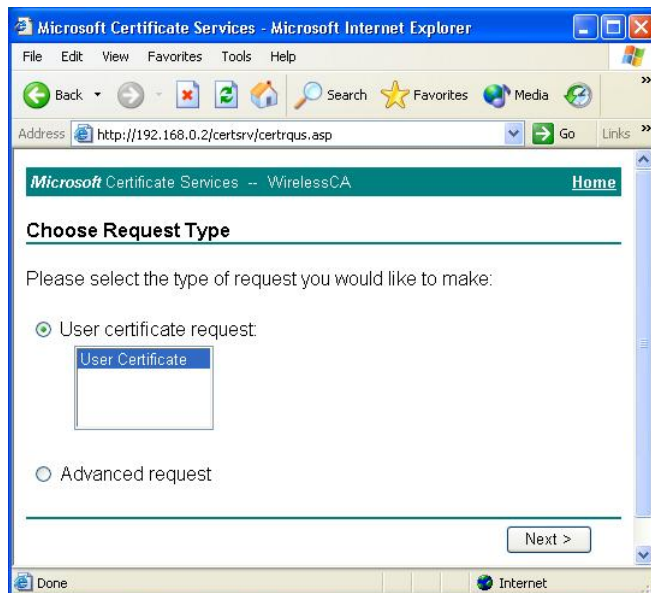 Microsoft Certificate Services - Microsoft Internet Explorer
File Edit View Favorites Tools Help
Back Search Favorites Media »
Address http://192.168.0.2/certsrv/certrqus.asp Go Links »
Microsoft Certificate Services -- WirelessCA Home
Choose Request Type
Please select the type of request you would like to make:
User certificate request:
User Certificate
Advanced request
Next >
Done Internet